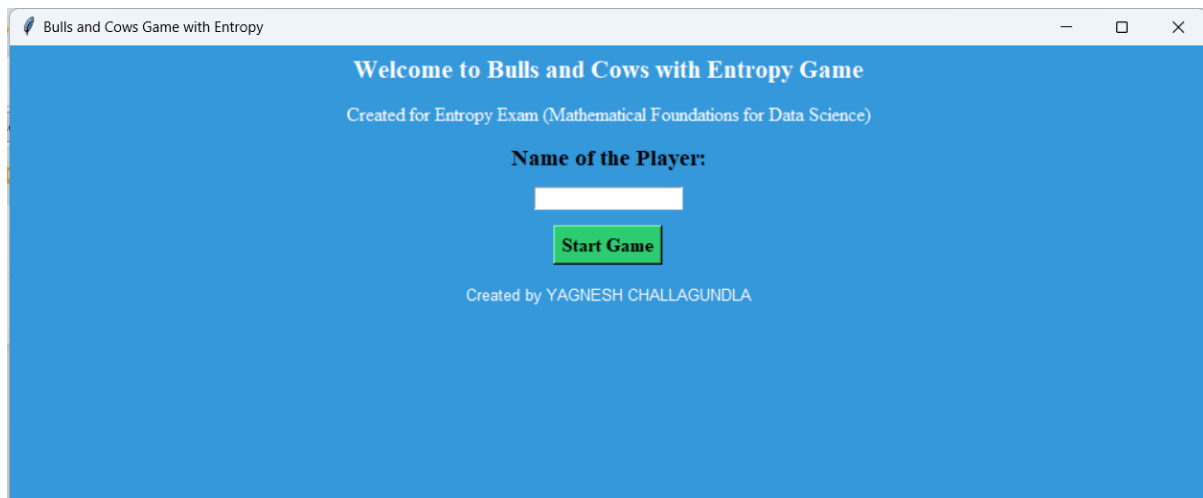 Bulls and Cows Game with Entropy
Welcome to Bulls and Cows with Entropy Game
Created for Entropy Exam (Mathematical Foundations for Data Science)
Name of the Player:
Start Game
Created by YAGNESH CHALLAGUNDLA